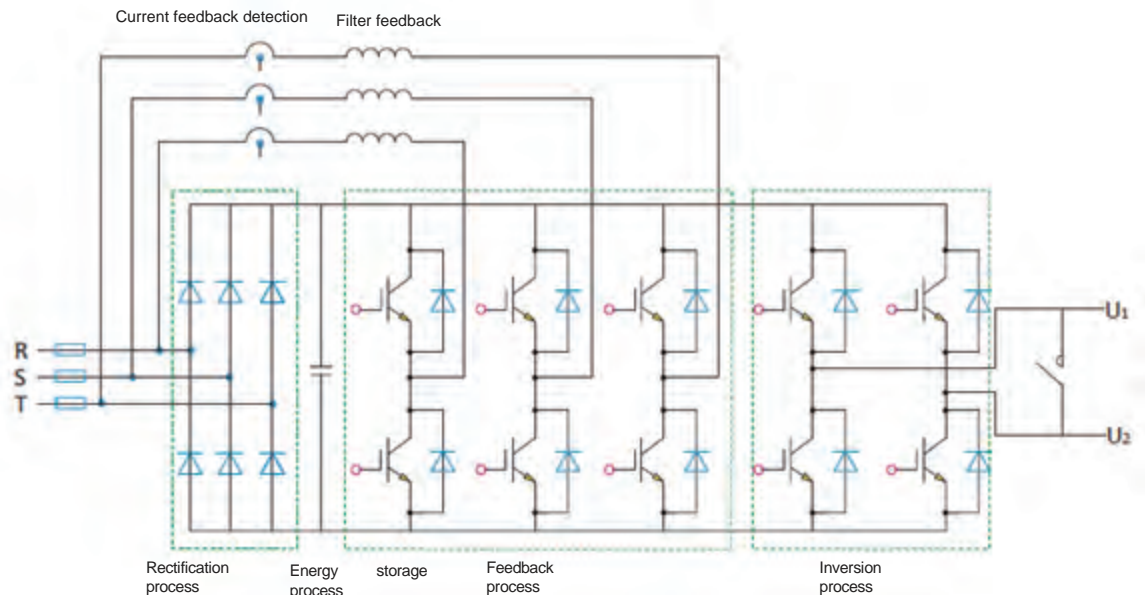 Current feedback detection
Filter feedback
R
S
T
U1
U2
Rectification
process
Energy storage
process
Feedback
process
Inversion
process